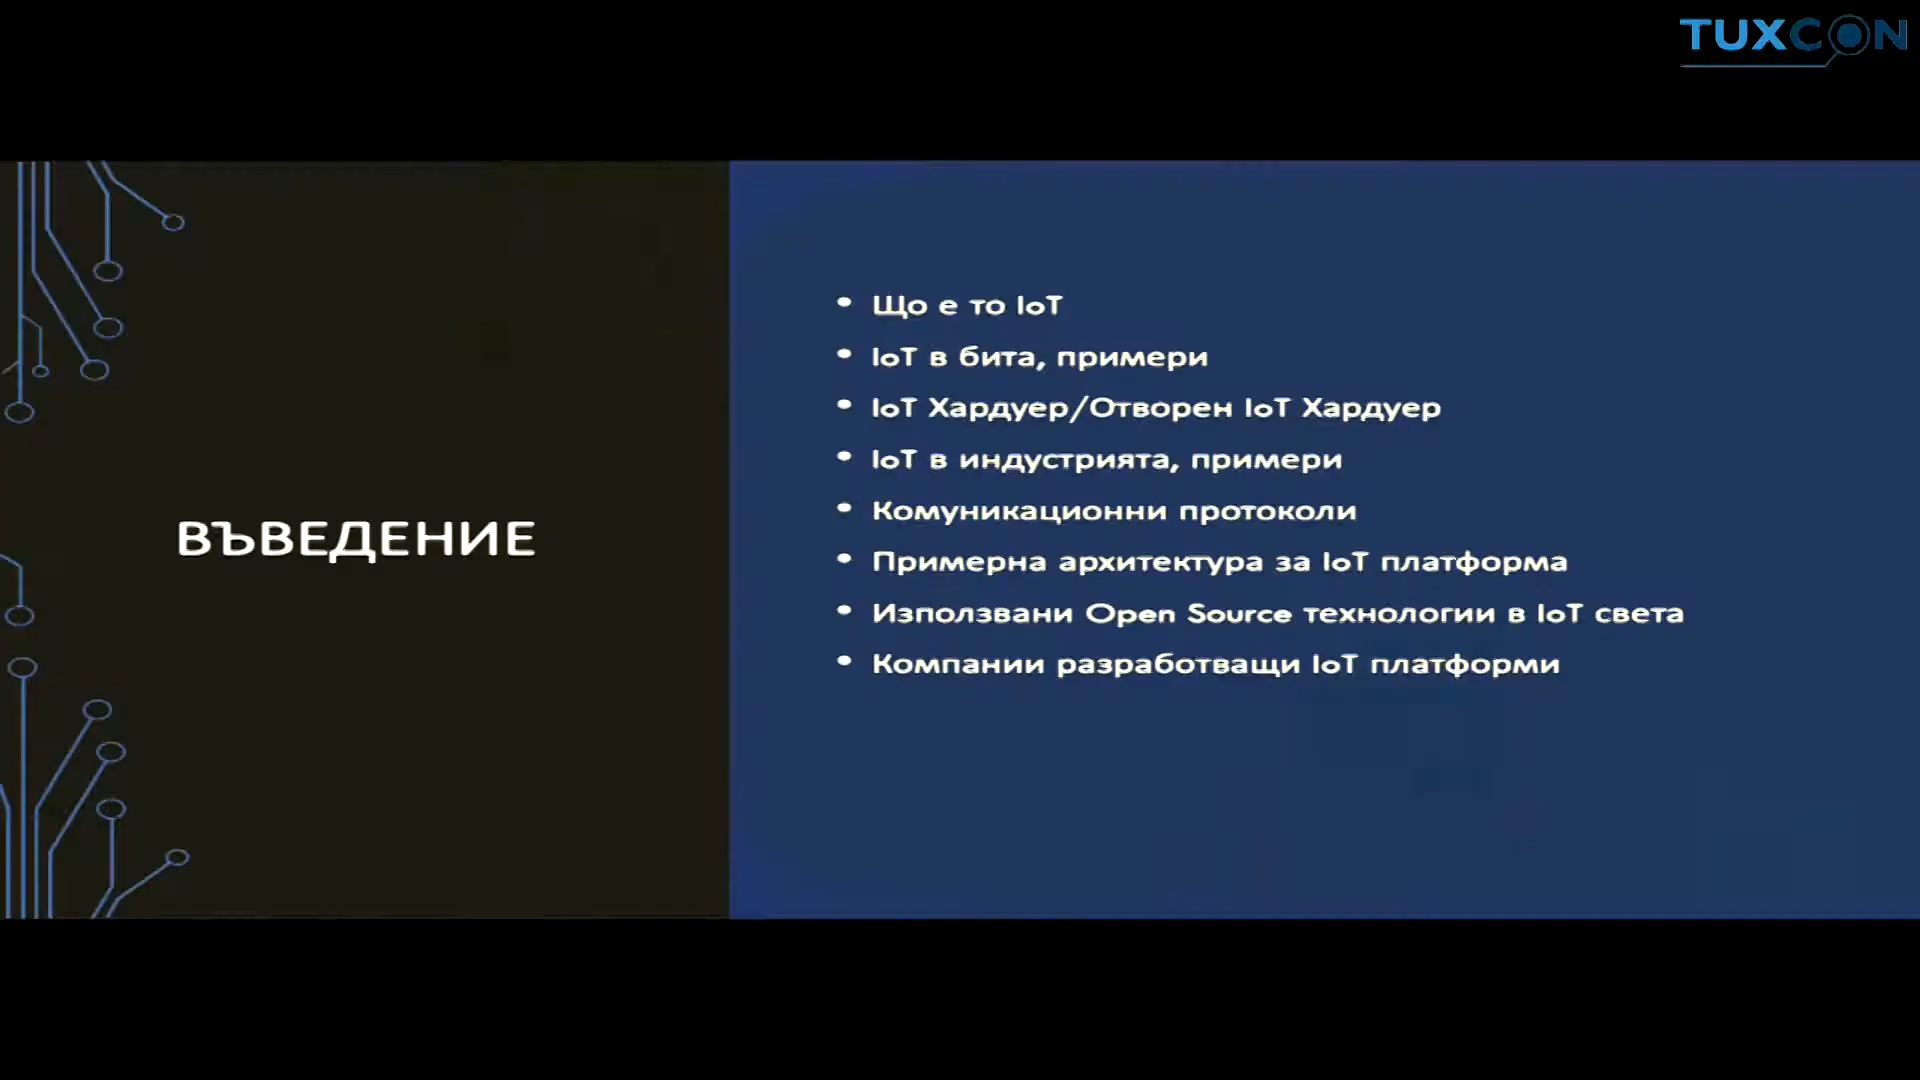 TUXCON
ВЪВЕДЕНИЕ
• Що е то IoT
• IoT в бита, примери
• IoT Хардуер/Отворен IoT Хардуер
• IoT в индустрията, примери
• Комуникационни протоколи
• Примерна архитектура за IoT платформа
• Използвани Open Source технологии в IoT света
• Компании разработващи IoT платформи